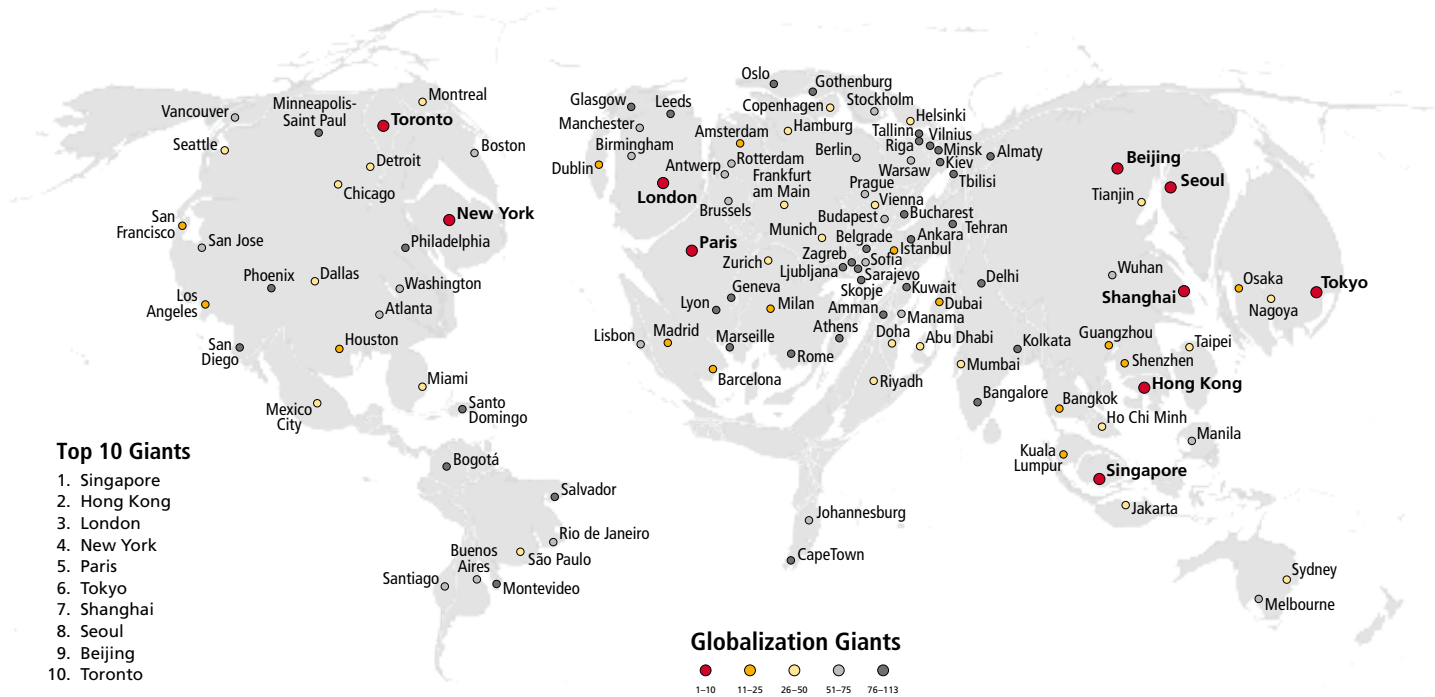 Oslo
Gothenburg
Glasgow
Leeds
Copenhagen
Stockholm
Montreal
Vancouver
Minneapolis-
Saint Paul
Toronto
Manchester
Amsterdam
Hamburg
Helsinki
Tallinn
Vilnius
Seattle
Detroit
Boston
Birmingham
Riga
Minsk
Dublin
Antwerp
Rotterdam
Berlin
Warsaw
Kiev
Almaty
Beijing
Chicago
London
Frankfurt
am Main
Prague
Tbilisi
Seoul
Tianjin
San
Francisco
New York
Brussels
Vienna
Budapest
Bucharest
San Jose
Philadelphia
Paris
Munich
Belgrade
Ankara
Tehran
Istanbul
Zurich
Zagreb
Sofia
Ljubljana
Sarajevo
Phoenix
Dallas
Washington
Geneva
Skopje
Kuwait
Delhi
Wuhan
Osaka
Tokyo
Los
Angeles
Atlanta
Lyon
Milan
Amman
Dubai
Manama
Shanghai
Nagoya
San
Diego
Houston
Lisbon
Madrid
Marseille
Athens
Doha
Abu Dhabi
Kolkata
Guangzhou
Taipei
Rome
Shenzhen
Miami
Barcelona
Riyadh
Mumbai
Hong Kong
Mexico
City
Santo
Domingo
Bangalore
Bangkok
Ho Chi Minh
Manila
Kuala
Lumpur
Singapore
Bogotá
Salvador
Jakarta
Johannesburg
Rio de Janeiro
Buenos
Aires
São Paulo
CapeTown
Santiago
Montevideo
Sydney
Melbourne
Top 10 Giants
1. Singapore
2. Hong Kong
3. London
4. New York
5. Paris
6. Tokyo
7. Shanghai
8. Seoul
9. Beijing
10. Toronto
Globalization Giants
1–10 11–25 26–50 51–75 76–113